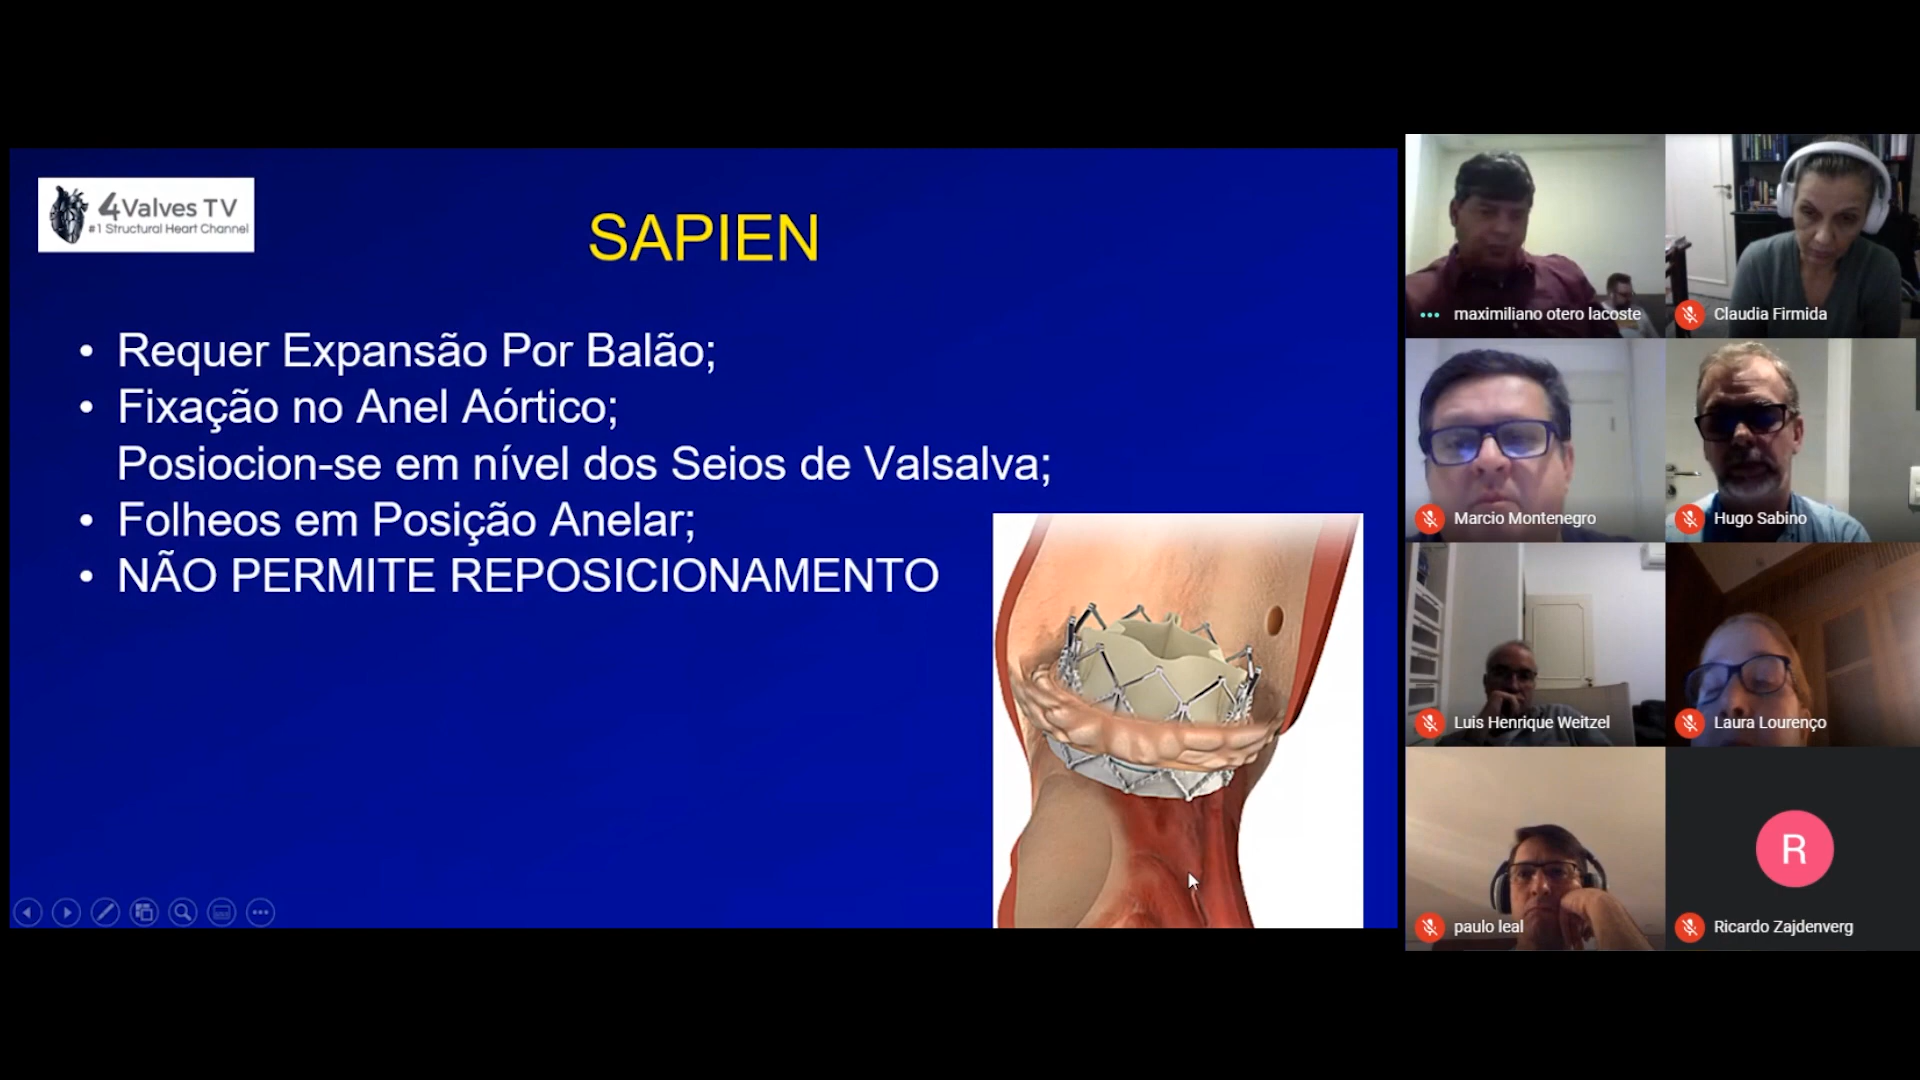 4Valves TV
#1 Structural Heart Channel
SAPIEN
• Requer Expansão Por Balão;
• Fixação no Anel Aórtico;
Posiocion-se em nível dos Seios de Valsalva;
• Folheos em Posição Anelar;
• NÃO PERMITE REPOSICIONAMENTO
maximiliano otero lacoste
Claudia Firmida
Marcio Montenegro
Hugo Sabino
Luis Henrique Weitzel
Laura Lourenço
paulo leal
R
Ricardo Zajdenverg